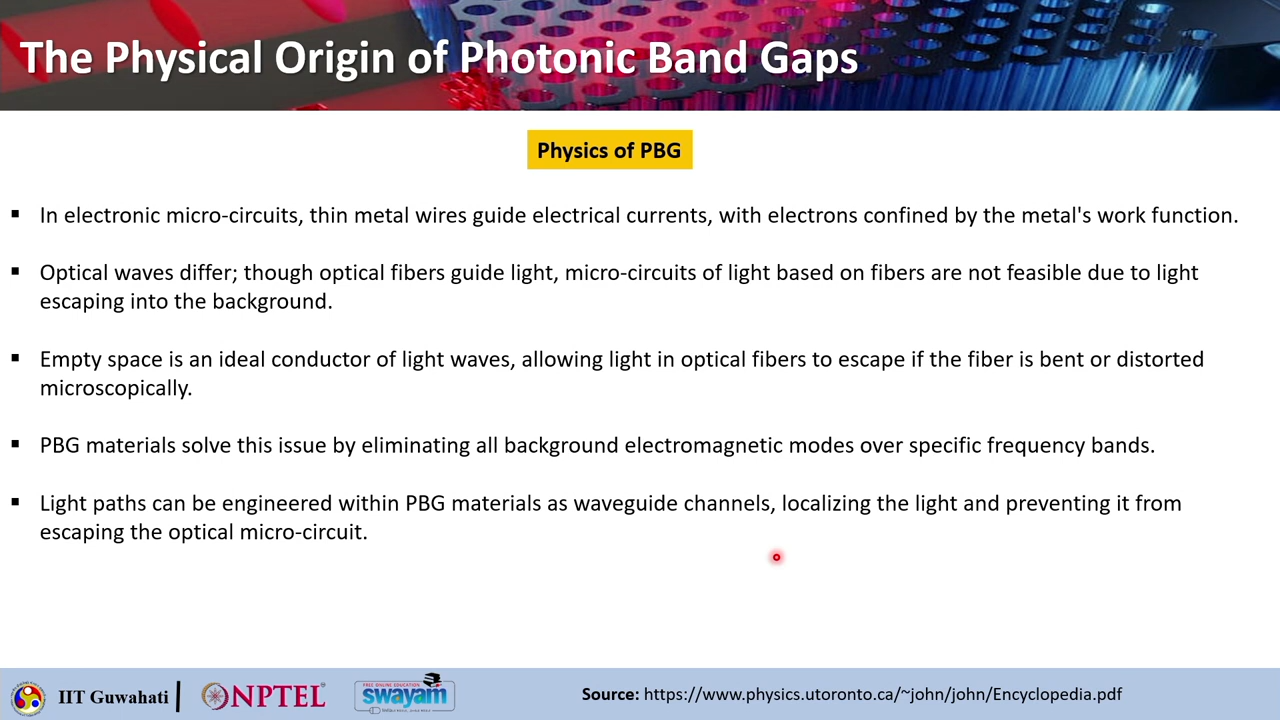 The Physical Origin of Photonic Band Gaps
Physics of PBG
▪ In electronic micro-circuits, thin metal wires guide electrical currents, with electrons confined by the metal's work function.
▪ Optical waves differ; though optical fibers guide light, micro-circuits of light based on fibers are not feasible due to light
escaping into the background.
▪ Empty space is an ideal conductor of light waves, allowing light in optical fibers to escape if the fiber is bent or distorted
microscopically.
▪ PBG materials solve this issue by eliminating all background electromagnetic modes over specific frequency bands.
▪ Light paths can be engineered within PBG materials as waveguide channels, localizing the light and preventing it from
escaping the optical micro-circuit.
IIT Guwahati
NPTEL
FREE ONLINE EDUCATION
swayam
Source: https://www.physics.utoronto.ca/~john/john/Encyclopedia.pdf